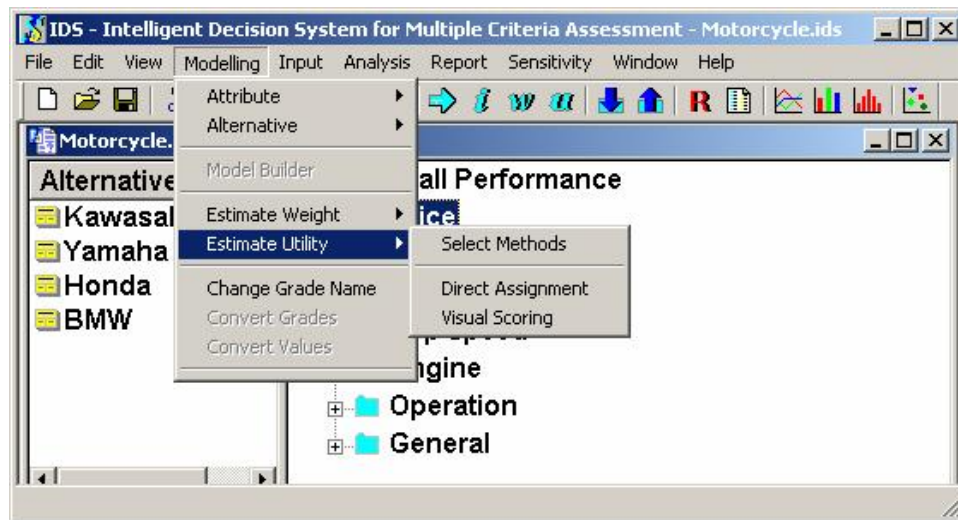 IDS - Intelligent Decision System for Multiple Criteria Assessment - Motorcycle.ids
File Edit View Modelling Input Analysis Report Sensitivity Window Help
i w u R
Motorcycle.
Attribute
Alternative
Model Builder
Estimate Weight
Estimate Utility
Change Grade Name
Convert Grades
Convert Values
Select Methods
Direct Assignment
Visual Scoring
Alternative
Kawasa
Yamaha
Honda
BMW
all Performance
ice
ngine
Operation
General